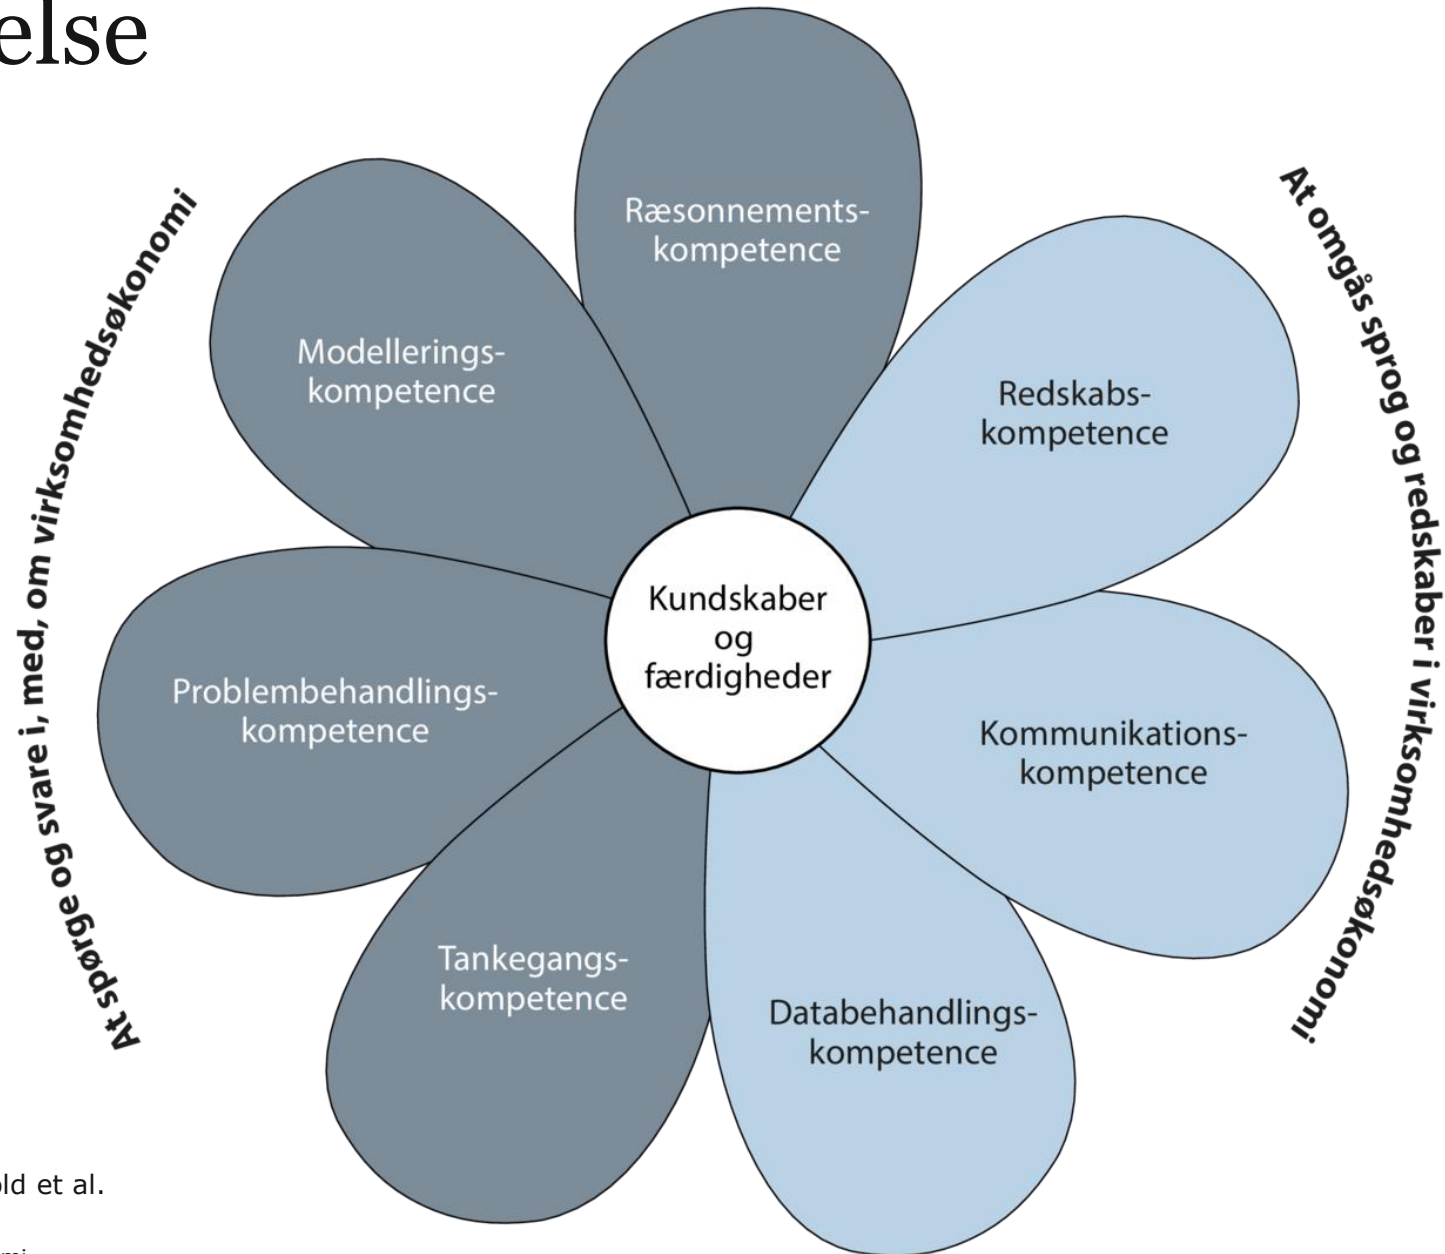 else
Ræsonnements-
kompetence
Modellerings-
kompetence
Redskabs-
kompetence
Kundskaber
og
færdigheder
Problembehandlings-
kompetence
Kommunikations-
kompetence
Tankegangs-
kompetence
Databehandlings-
kompetence
At spørge og svare i, med, om virksomhedsøkonomi
At omgås sprog og redskaber i virksomhedsøkonomi
ld et al.